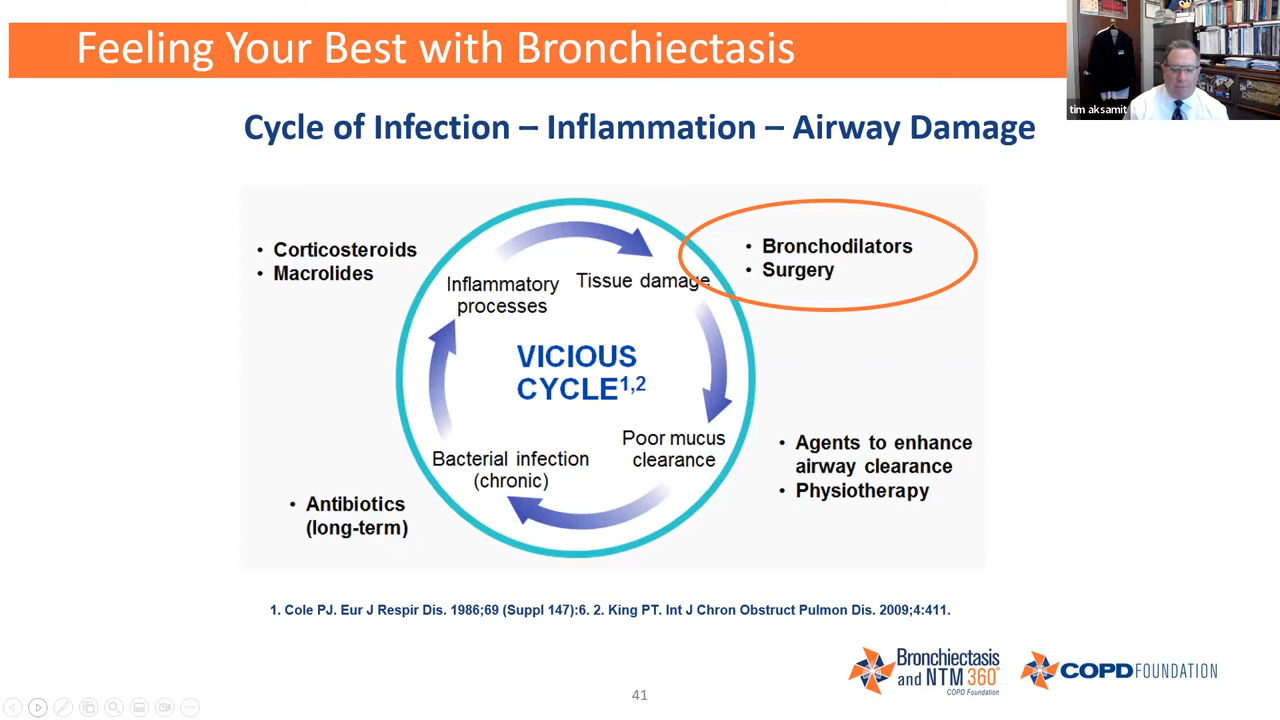 Feeling Your Best with Bronchiectasis
tim aksamit
Cycle of Infection – Inflammation – Airway Damage
• Corticosteroids
• Macrolides
• Bronchodilators
• Surgery
Inflammatory
processes
Tissue damage
VICIOUS
CYCLE1,2
Poor mucus
clearance
Bacterial infection
(chronic)
• Agents to enhance
airway clearance
• Physiotherapy
• Antibiotics
(long-term)
1. Cole PJ. Eur J Respir Dis. 1986;69 (Suppl 147):6. 2. King PT. Int J Chron Obstruct Pulmon Dis. 2009;4:411.
Bronchiectasis
and NTM 360°
COPD Foundation
COPD FOUNDATION
41